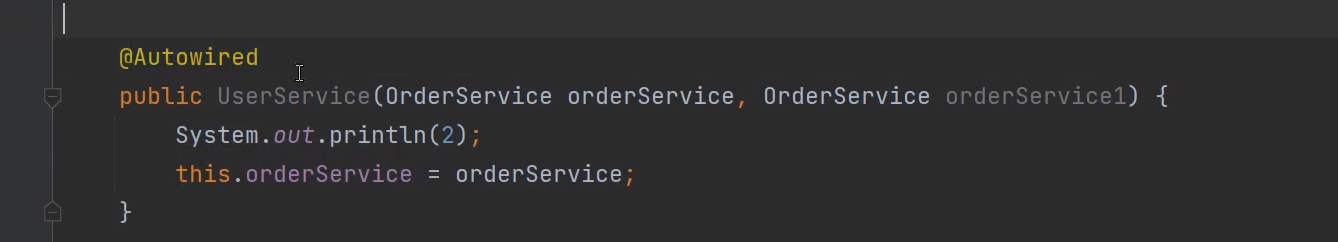 @Autowired
public UserService(OrderService orderService, OrderService orderService1) {
System.out.println(2);
this.orderService = orderService;
}